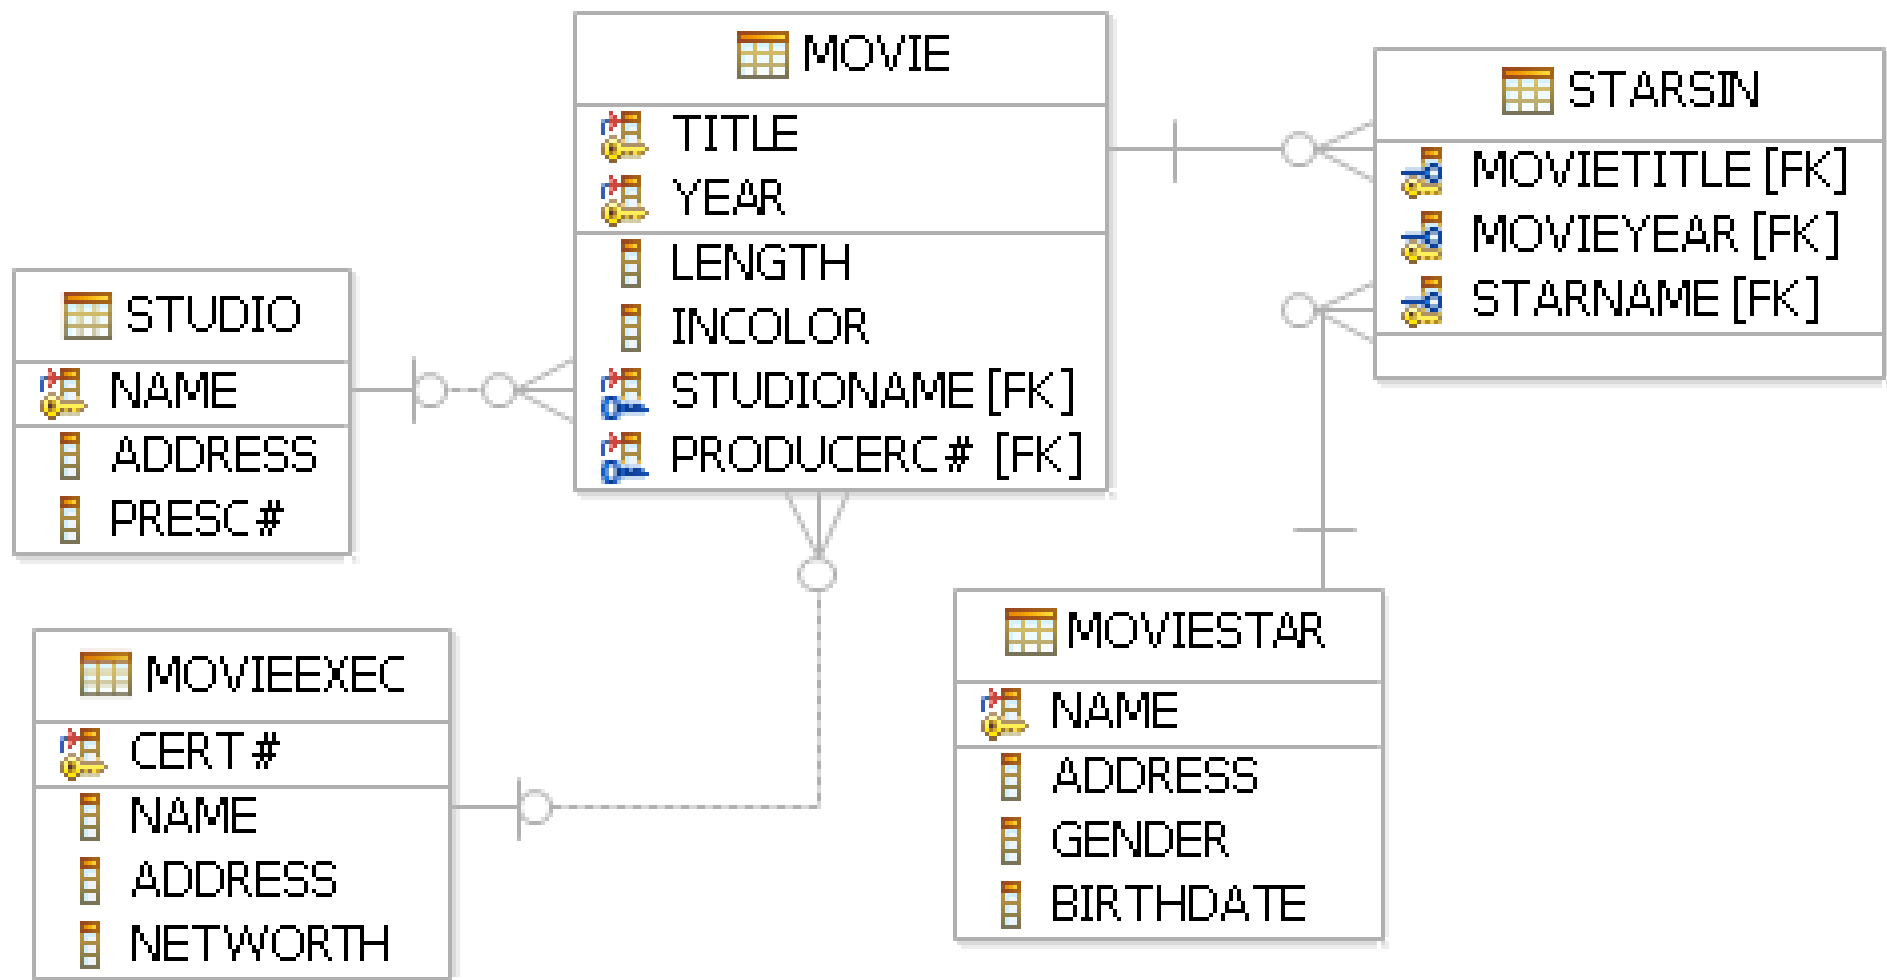 MOVIE
TITLE
YEAR
LENGTH
INCOLOR
STUDIONAME [FK]
PRODUCERC# [FK]
STARSIN
MOVIETITLE [FK]
MOVIEYEAR [FK]
STARNAME [FK]
STUDIO
NAME
ADDRESS
PRESC#
MOVIEEXEC
CERT#
NAME
ADDRESS
NETWORTH
MOVIESTAR
NAME
ADDRESS
GENDER
BIRTHDATE